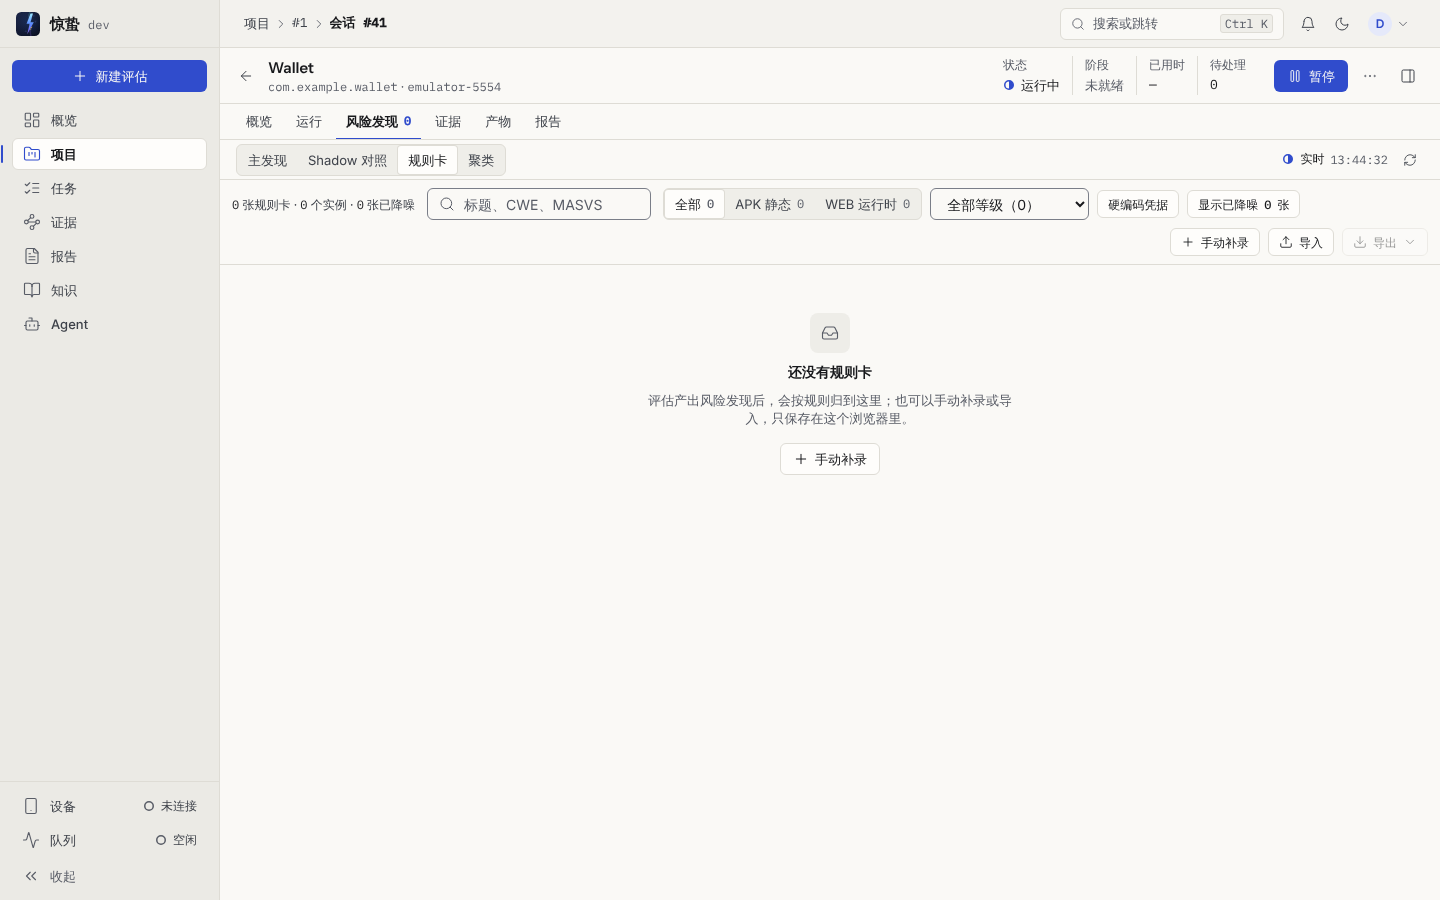 惊蛰 dev
项目 > #1 > 会话 #41
搜索或跳转 Ctrl K
D
新建评估
概览
项目
任务
证据
报告
知识
Agent
设备 未连接
队列 空闲
收起
Wallet
com.example.wallet · emulator-5554
状态 阶段 已用时 待处理
运行中 未就绪 — 0
暂停
概览 运行 风险发现 0 证据 产物 报告
主发现 Shadow 对照 规则卡 聚类
实时 13:44:32
0 张规则卡 · 0 个实例 · 0 张已降噪
标题、CWE、MASVS
全部 0 APK 静态 0 WEB 运行时 0
全部等级（0）
硬编码凭据
显示已降噪 0 张
手动补录 导入 导出
还没有规则卡
评估产出风险发现后，会按规则归到这里；也可以手动补录或导
入，只保存在这个浏览器里。
手动补录